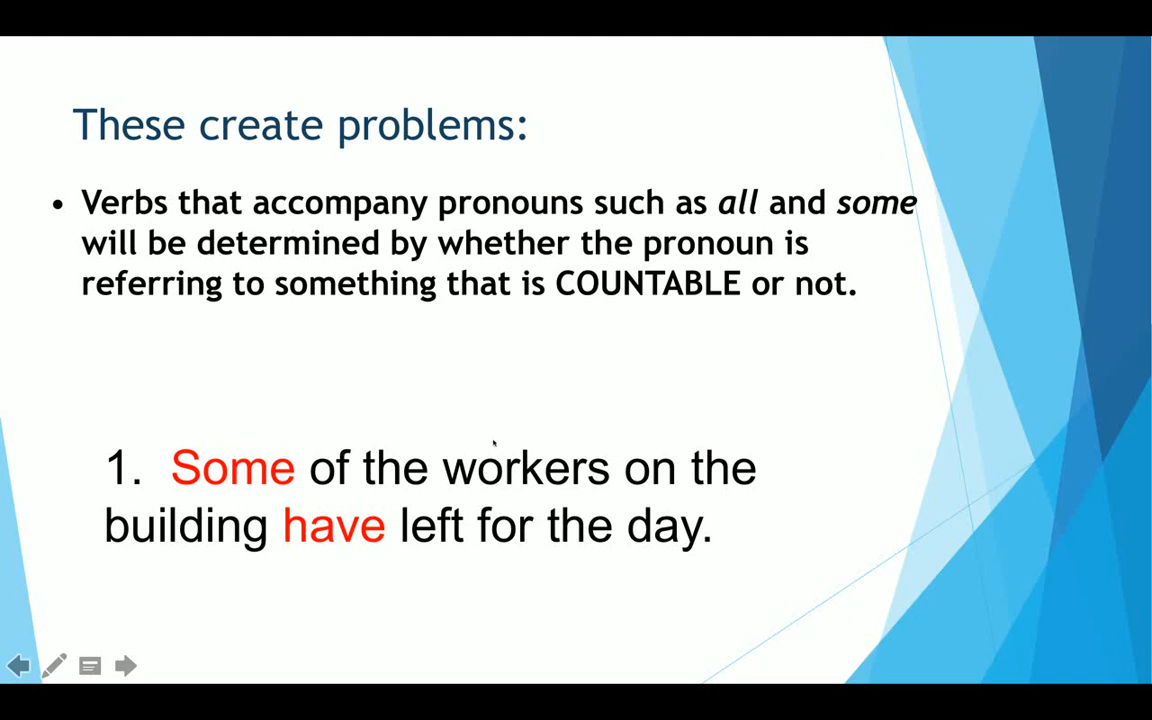 These create problems:
• Verbs that accompany pronouns such as all and some
will be determined by whether the pronoun is
referring to something that is COUNTABLE or not.
1. Some of the workers on the
building have left for the day.